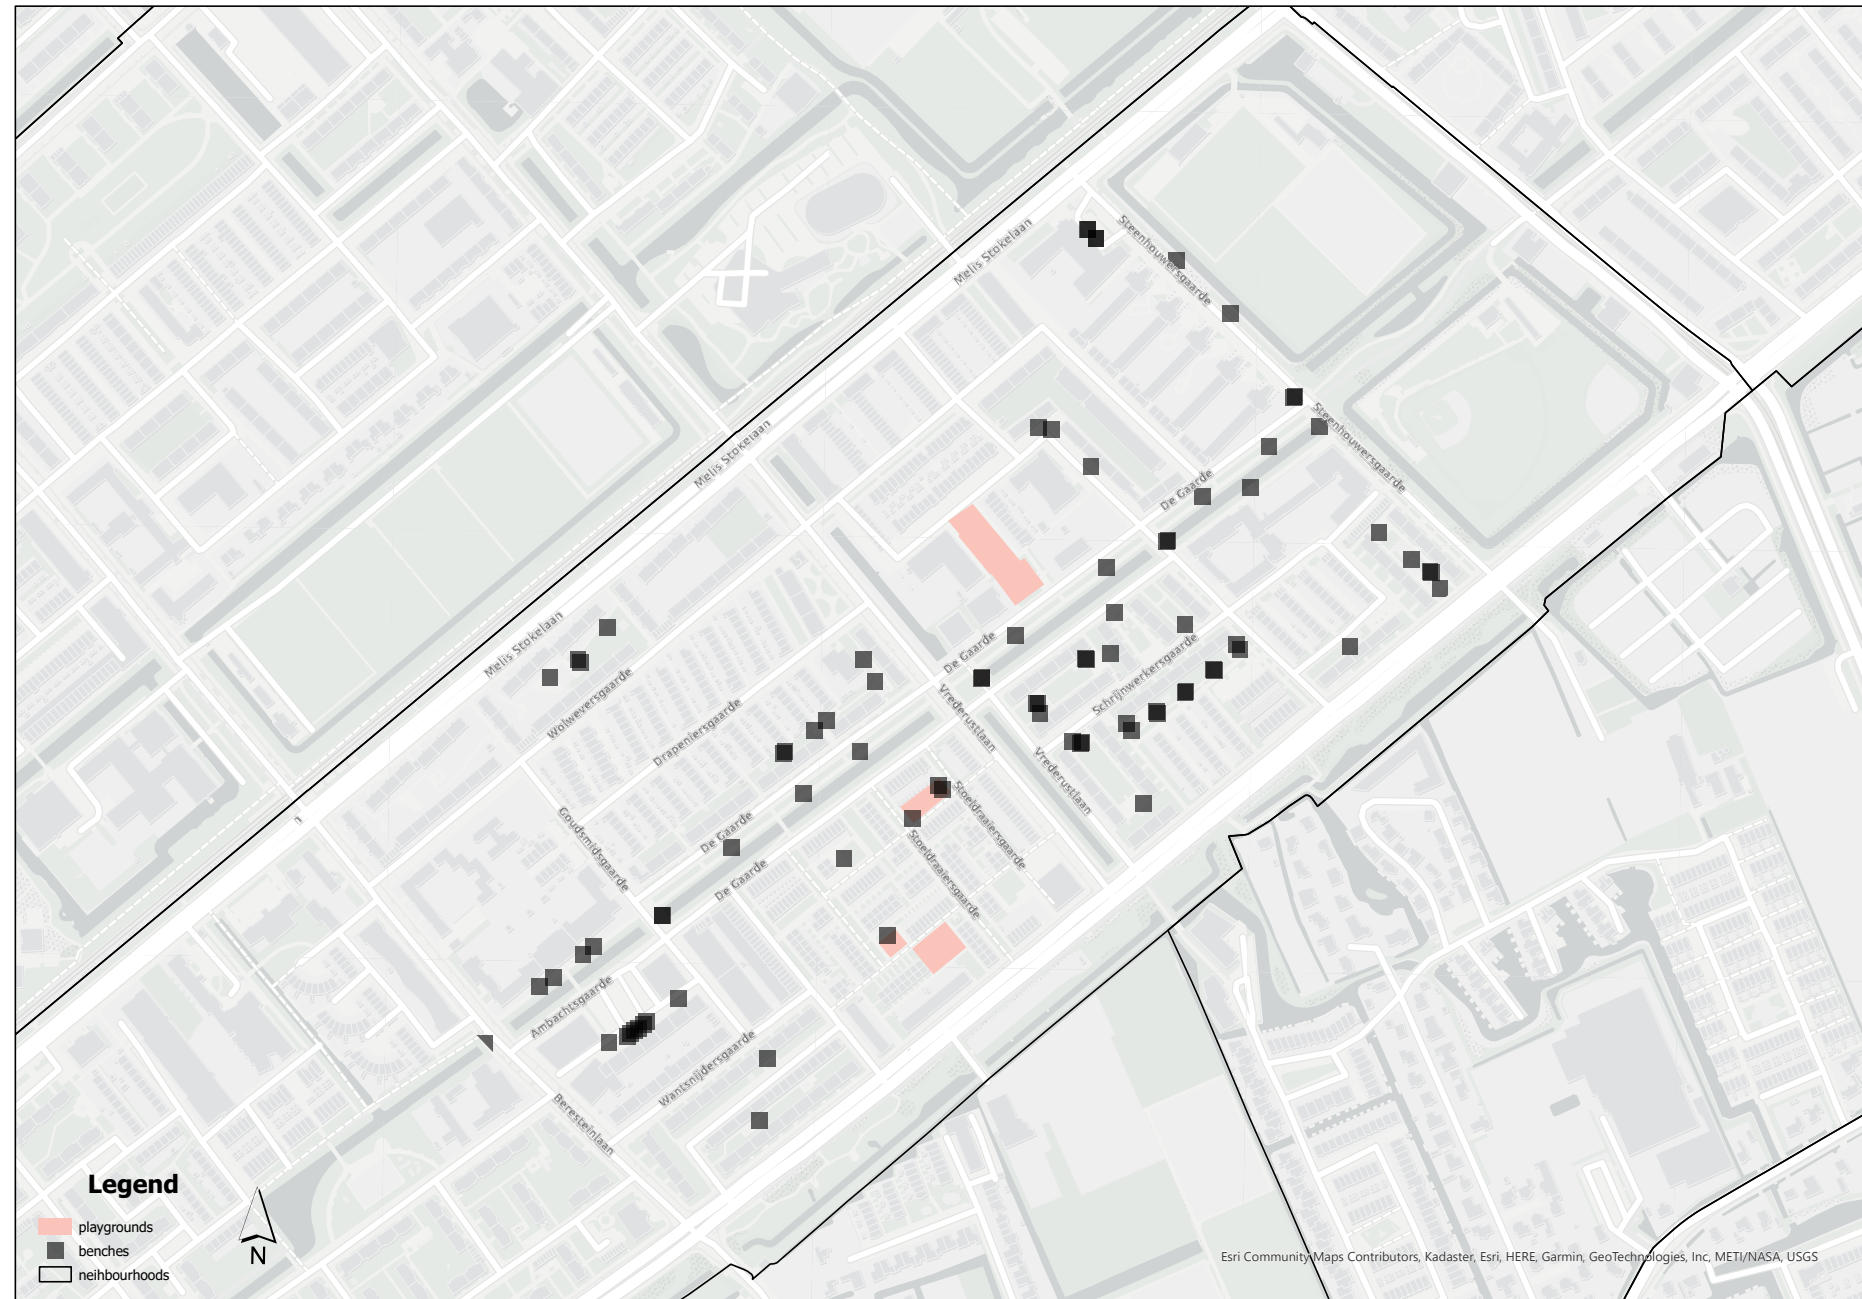 Steenhouwersgaarde
Melis Stokelaan
Steenhouwersgaarde
Melis Stokelaan
De Gaarde
Melis Stokelaan
De Gaarde
Schrijnwerkersgaarde
Wolweversgaarde
Drapeniersgaarde
Vrederustlaan
Vrederustlaan
n
Goudsmidsgaarde
De Gaarde
Stoeldraaiersgaarde
De Gaarde
Stoeldraaiersgaarde
Ambachtsgaarde
Wantsnijdersgaarde
Beresteinlaan
Legend
playgrounds
benches
neihbourhoods
N
Esri Community Maps Contributors, Kadaster, Esri, HERE, Garmin, GeoTechnologies, Inc, METI/NASA, USGS